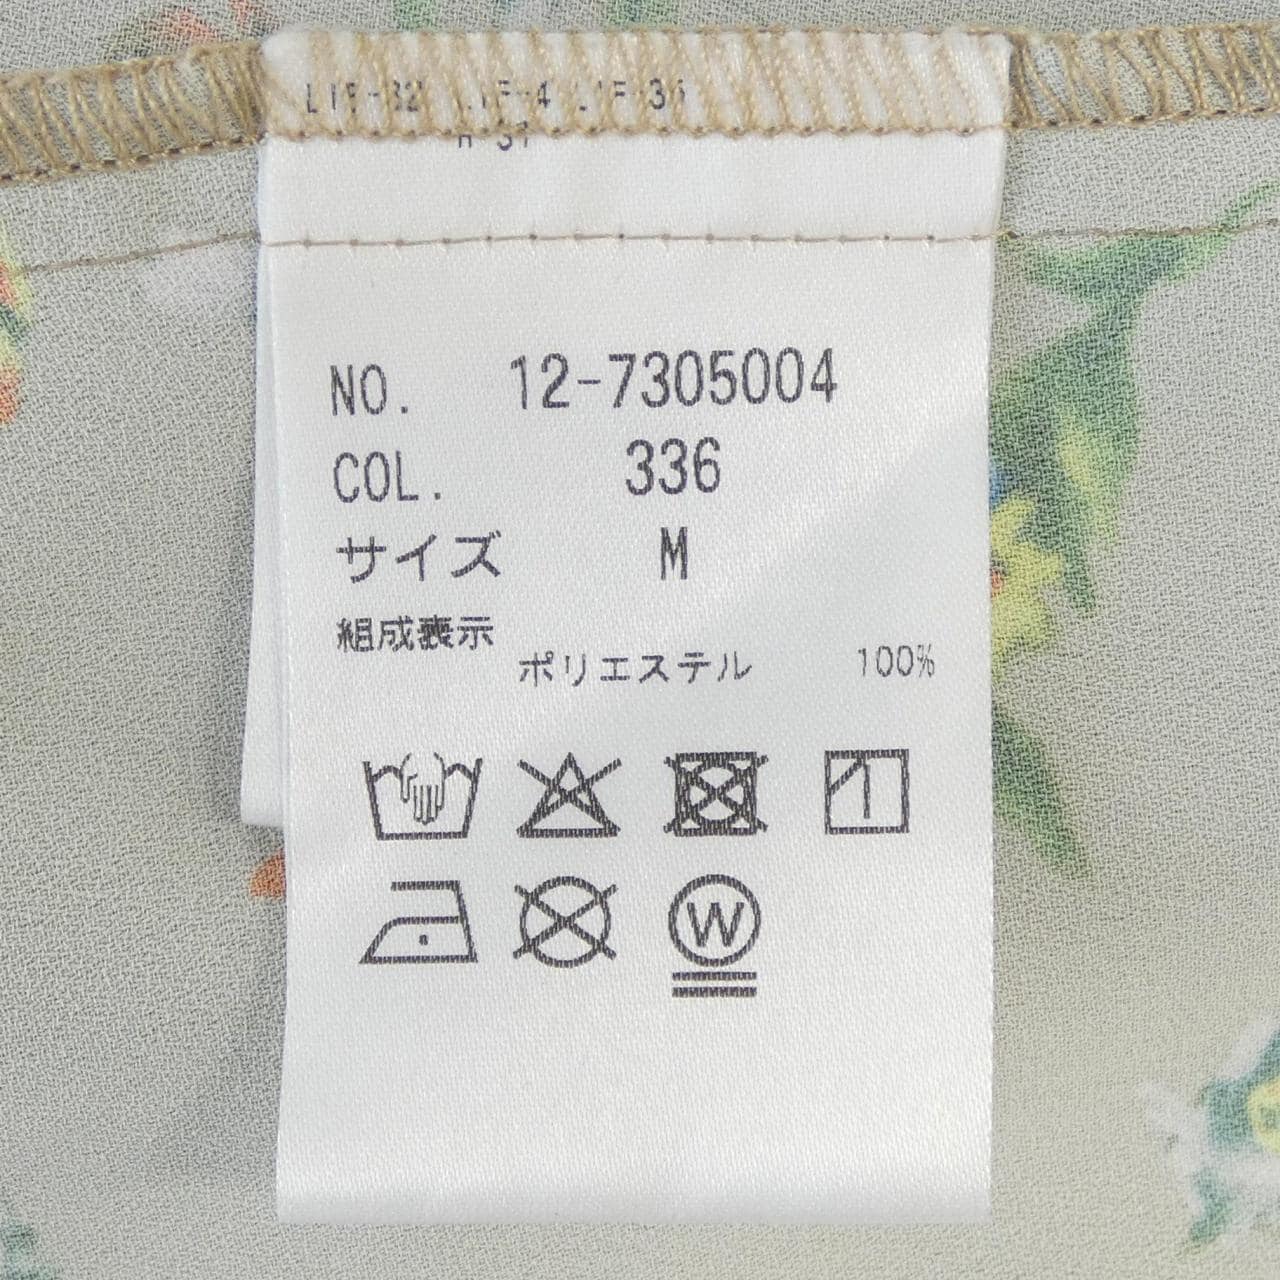 NO. 12-7305004
COL. 336
サイズ M
組成表示
ポリエステル 100%
W